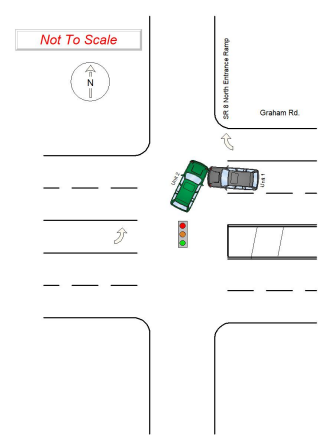 Not To Scale
N
SR 8 North Entrance Ramp
Graham Rd.
Unit 2
Unit 1